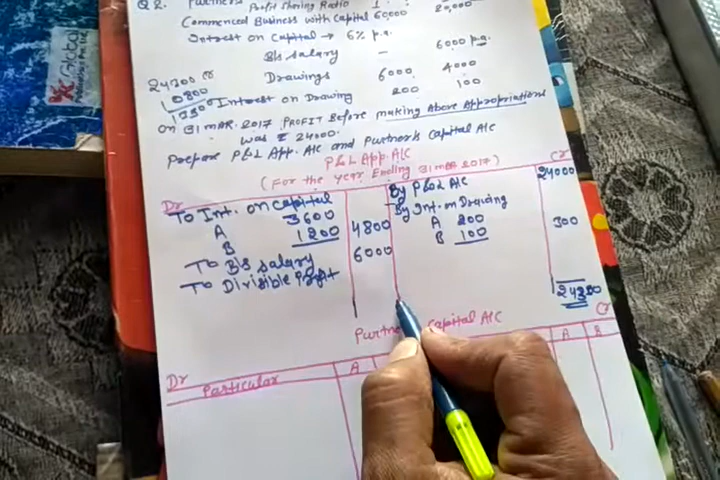 Q2. Partners
Profit Sharing Ratio 1 :
Commenced Business with Capital 60000 20,000
Interest on Capital → 6% p.a.
B's salary – 6000 p.a.
Drawings 6000 4000
Interest on Drawing 200 100
24300 cr
10800
On 31 MAR. 2017 PROFIT Before making Above Appropriations
was ₹ 24000.
Prepare P&L App. A/C and Partner's Capital A/C
P&L App. A/C
(For the year Ending 31 MAR 2017)
Dr Cr
To Int. on capital
A 3600
B 1200 4800
To B's salary 6000
To Divisible Profit
By P&L A/C 24000
By Int. on Drawing
A 200
B 100 300
24300
Capital A/C
Dr Cr
Particular A A B
Global